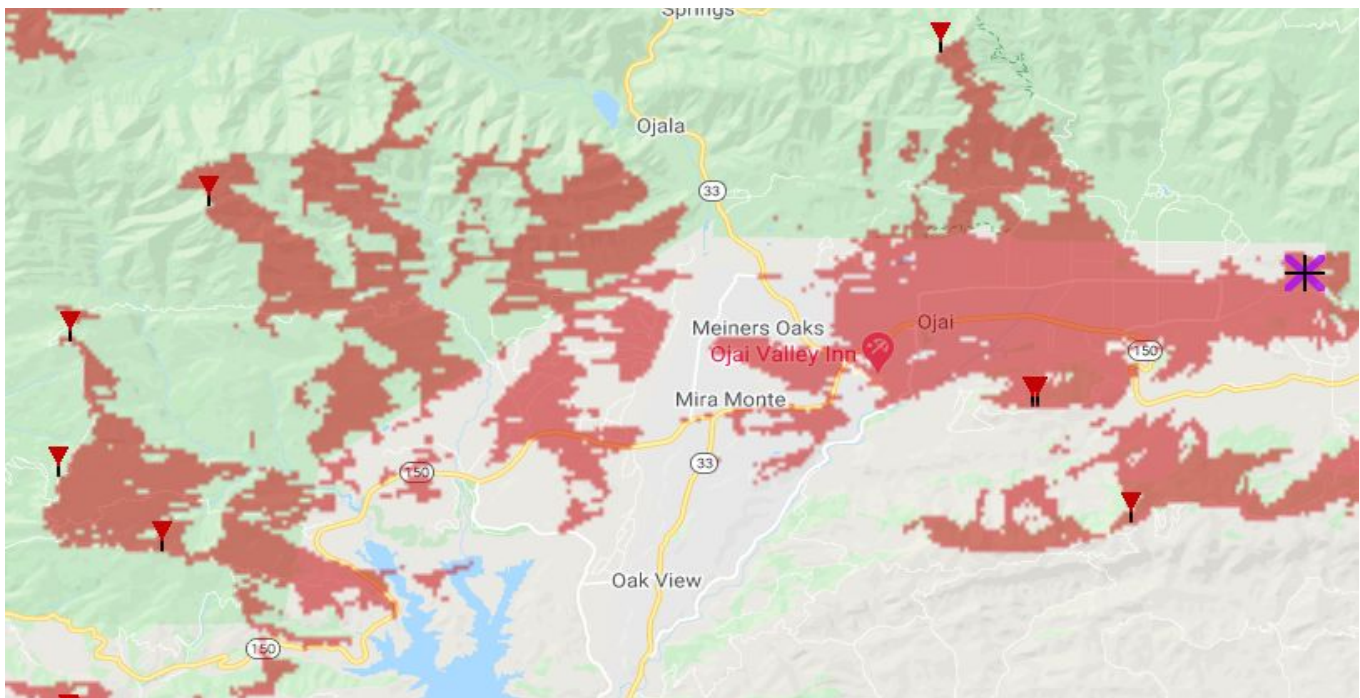 Springs
Ojala
33
Meiners Oaks
Ojai
Ojai Valley Inn
150
Mira Monte
150
33
Oak View
150